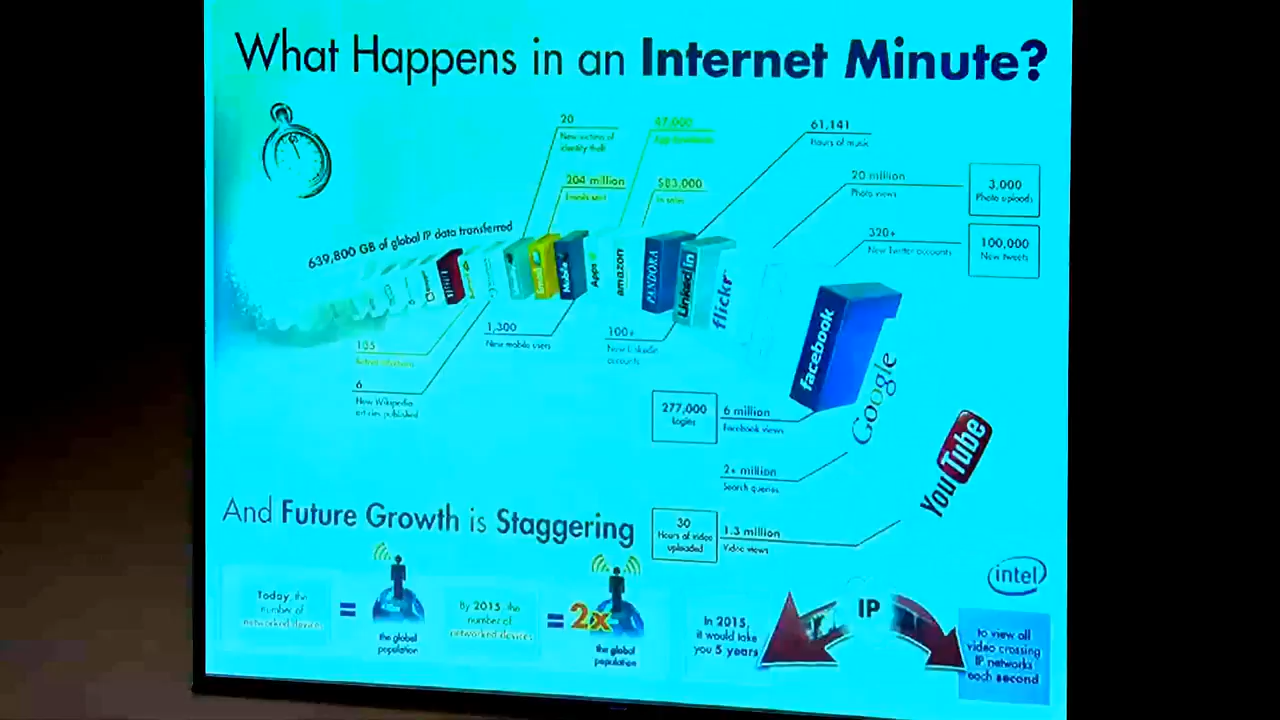 What Happens in an Internet Minute?
20
New victims of
identity theft
47,000
App downloads
61,141
Hours of music
204 million
Emails sent
$83,000
In sales
20 million
Photo views
3,000
Photo uploads
320+
New Twitter accounts
100,000
New tweets
639,800 GB of global IP data transferred
Email
Mobile
Apps
amazon
PANDORA
Linked in
flickr
facebook
Google
YouTube
135
1,300
New mobile users
100+
New Linkedin
accounts
6
New Wikipedia
articles published
277,000
Logins
6 million
Facebook views
2+ million
Search queries
30
Hours of video
uploaded
1.3 million
Video views
And Future Growth is Staggering
Today, the
number of
networked devices
=
the global
population
By 2015, the
number of
networked devices
= 2x
the global
population
In 2015,
it would take
you 5 years
IP
to view all
video crossing
IP networks
each second
intel